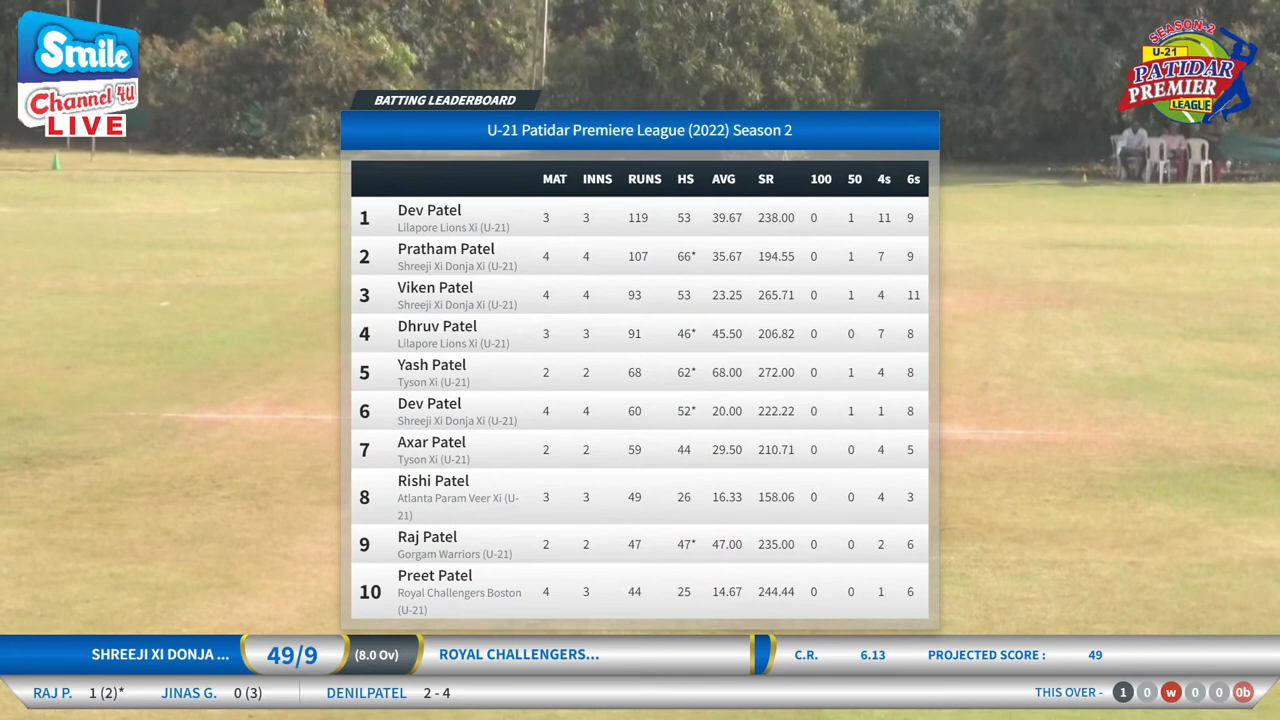 Smile
Channel 4U
LIVE
SEASON-2
U-21
PATIDAR
PREMIER
LEAGUE
BATTING LEADERBOARD
U-21 Patidar Premiere League (2022) Season 2
MAT INNS RUNS HS AVG SR 100 50 4s 6s
1 Dev Patel 3 3 119 53 39.67 238.00 0 1 11 9
Lilapore Lions Xi (U-21)
2 Pratham Patel 4 4 107 66* 35.67 194.55 0 1 7 9
Shreeji Xi Donja Xi (U-21)
3 Viken Patel 4 4 93 53 23.25 265.71 0 1 4 11
Shreeji Xi Donja Xi (U-21)
4 Dhruv Patel 3 3 91 46* 45.50 206.82 0 0 7 8
Lilapore Lions Xi (U-21)
5 Yash Patel 2 2 68 62* 68.00 272.00 0 1 4 8
Tyson Xi (U-21)
6 Dev Patel 4 4 60 52* 20.00 222.22 0 1 1 8
Shreeji Xi Donja Xi (U-21)
7 Axar Patel 2 2 59 44 29.50 210.71 0 0 4 5
Tyson Xi (U-21)
8 Rishi Patel 3 3 49 26 16.33 158.06 0 0 4 3
Atlanta Param Veer Xi (U-
21)
9 Raj Patel 2 2 47 47* 47.00 235.00 0 0 2 6
Gorgam Warriors (U-21)
10 Preet Patel 4 3 44 25 14.67 244.44 0 0 1 6
Royal Challengers Boston
(U-21)
SHREEJI XI DONJA ... 49/9 (8.0 Ov) ROYAL CHALLENGERS... C.R. 6.13 PROJECTED SCORE : 49
RAJ P. 1 (2)* JINAS G. 0 (3) DENILPATEL 2 - 4 THIS OVER - 1 0 w 0 0 0b